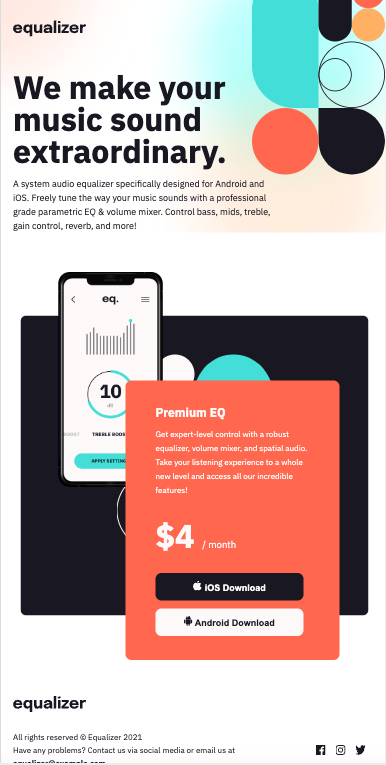 equalizer
We make your
music sound
extraordinary.
A system audio equalizer specifically designed for Android and
iOS. Freely tune the way your music sounds with a professional
grade parametric EQ & volume mixer. Control bass, mids, treble,
gain control, reverb, and more!
eq.
10
dB
BOOST TREBLE BOOS
APPLY SETTING
Premium EQ
Get expert-level control with a robust
equalizer, volume mixer, and spatial audio.
Take your listening experience to a whole
new level and access all our incredible
features!
$4 / month
iOS Download
Android Download
equalizer
All rights reserved © Equalizer 2021
Have any problems? Contact us via social media or email us at
equalizer@example.com